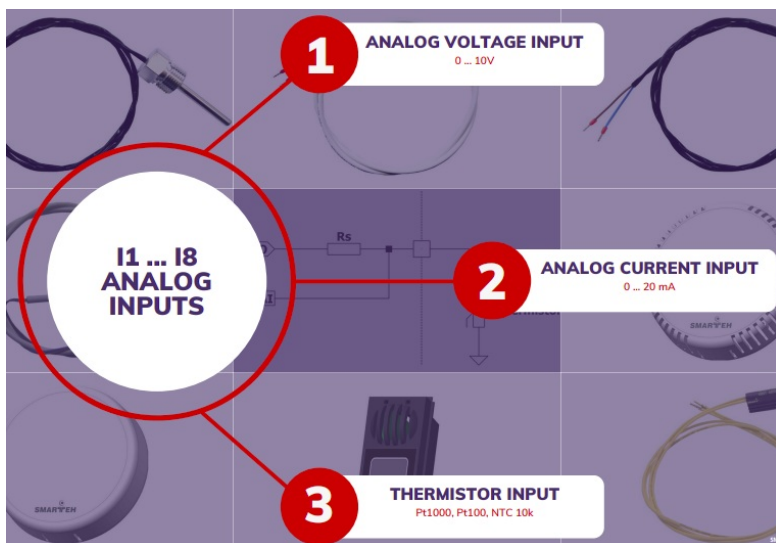 1
ANALOG VOLTAGE INPUT
0 ... 10V
I1 ... I8
ANALOG
INPUTS
Rs
2
ANALOG CURRENT INPUT
0 ... 20 mA
SMARTEH
SMARTEH
3
THERMISTOR INPUT
Pt1000, Pt100, NTC 10k